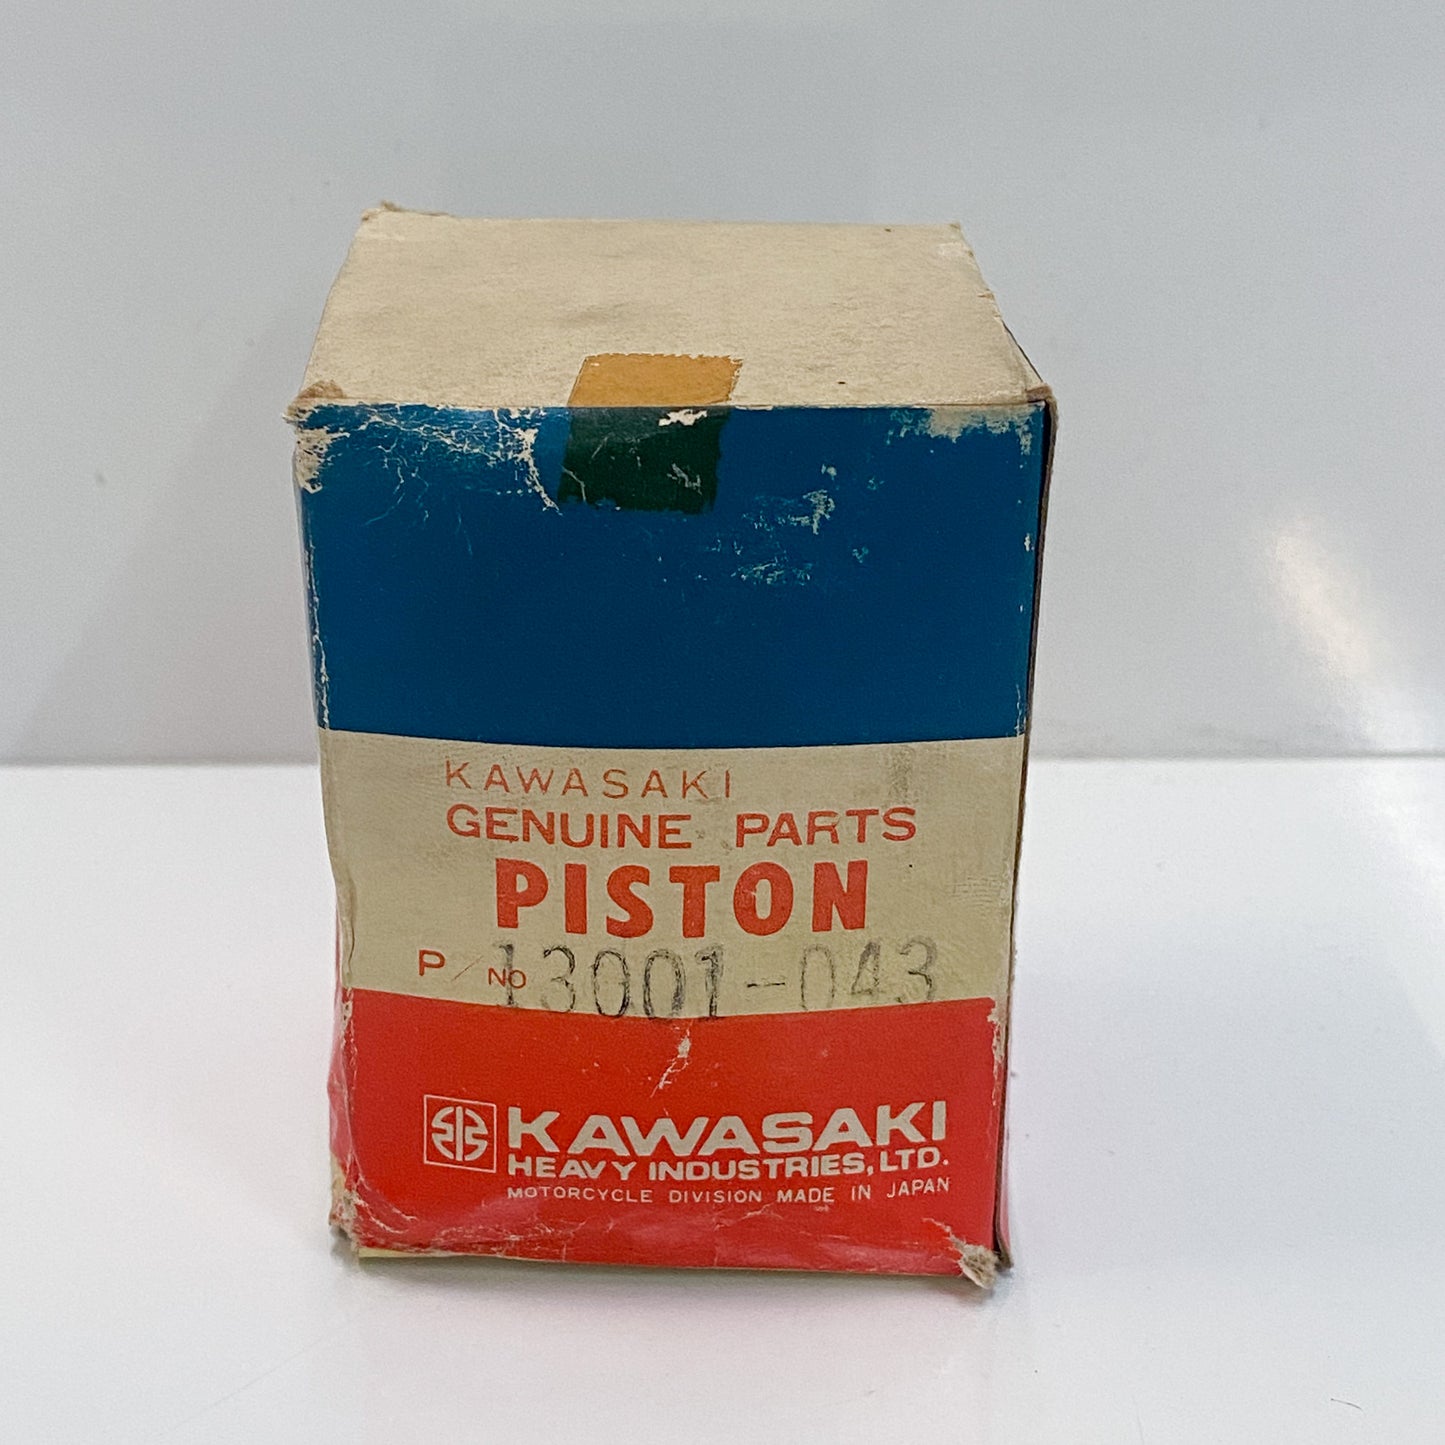 KAWASAKI
GENUINE PARTS
PISTON
P/NO 13001-043
KAWASAKI
HEAVY INDUSTRIES, LTD.
MOTORCYCLE DIVISION MADE IN JAPAN